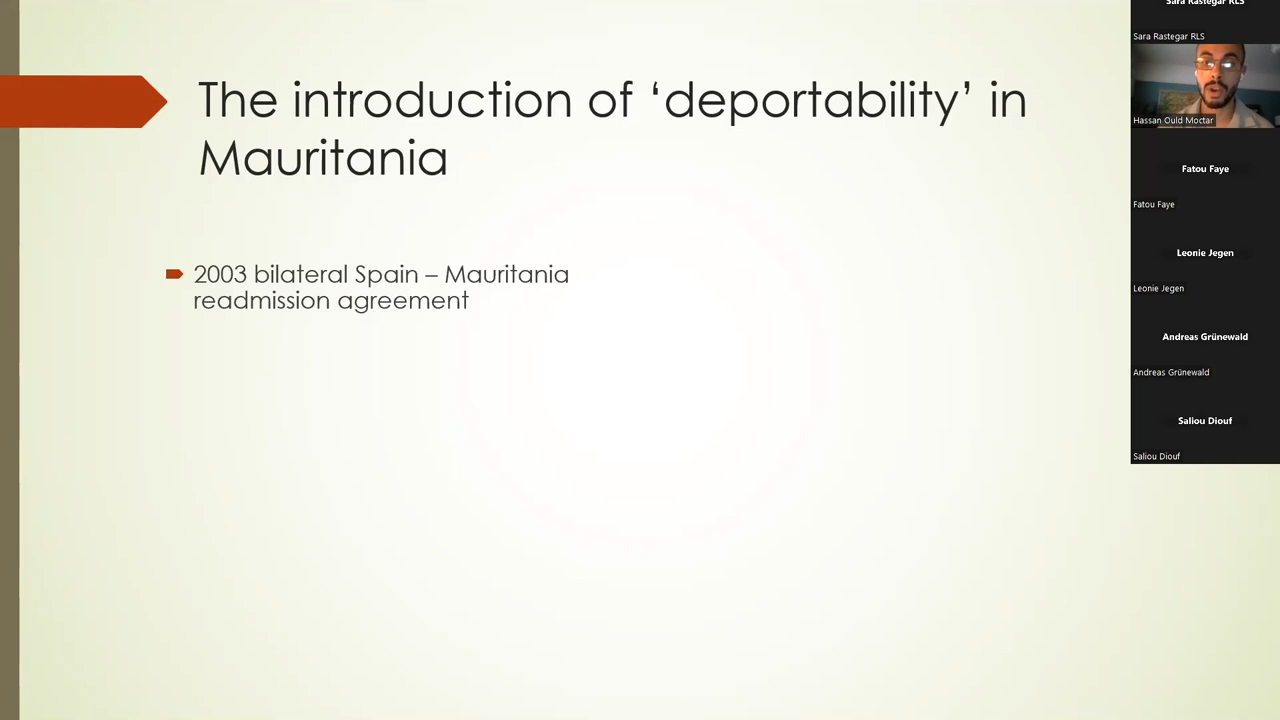 The introduction of ‘deportability’ in
Mauritania
2003 bilateral Spain – Mauritania
readmission agreement
Sara Rastegar RLS
Sara Rastegar RLS
Hassan Ould Moctar
Fatou Faye
Fatou Faye
Leonie Jegen
Leonie Jegen
Andreas Grünewald
Andreas Grünewald
Saliou Diouf
Saliou Diouf